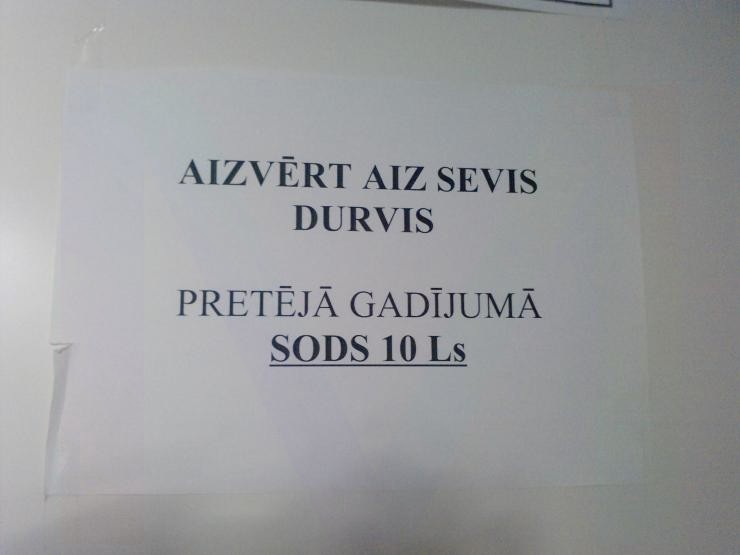 AIZVĒRT AIZ SEVIS
DURVIS
PRETĒJĀ GADĪJUMĀ
SODS 10 Ls